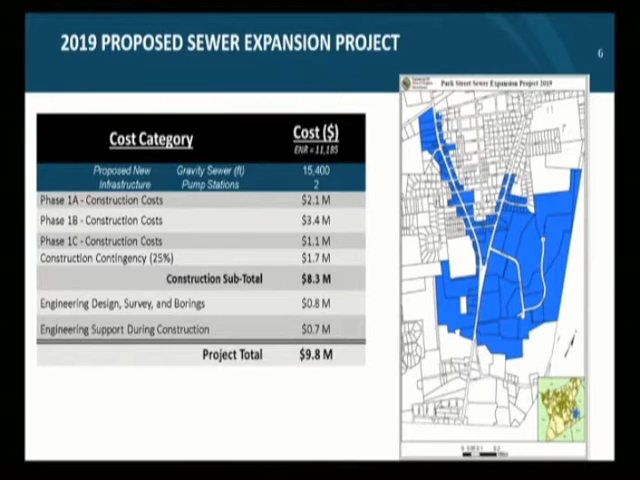 2019 PROPOSED SEWER EXPANSION PROJECT
6
Park Street Sewer Expansion Project 2019
Cost Category Cost ($)
ENR = 11,185
Proposed New Gravity Sewer (ft) 15,400
Infrastructure Pump Stations 2
Phase 1A - Construction Costs $2.1 M
Phase 1B - Construction Costs $3.4 M
Phase 1C - Construction Costs $1.1 M
Construction Contingency (25%) $1.7 M
Construction Sub-Total $8.3 M
Engineering Design, Survey, and Borings $0.8 M
Engineering Support During Construction $0.7 M
Project Total $9.8 M